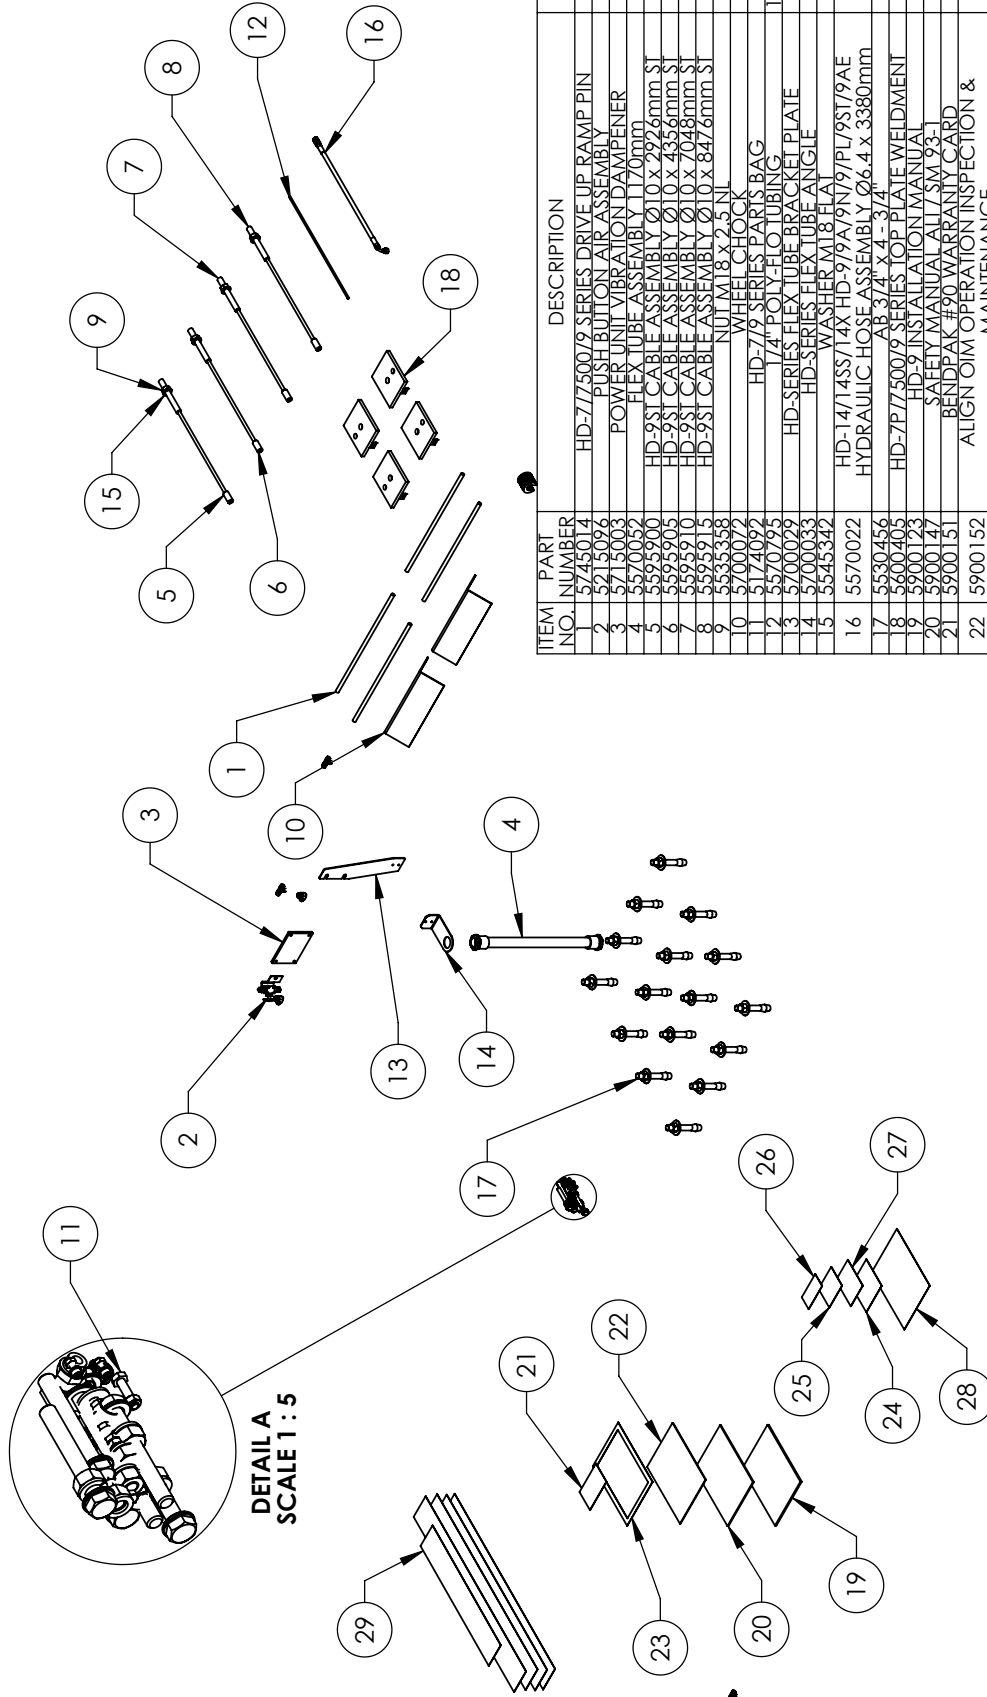 ITEM NO. PART NUMBER DESCRIPTION
1 5745014 HD-7/7500/9 SERIES DRIVE UP RAMP PIN
2 5215096 PUSH BUTTON AIR ASSEMBLY
3 5715003 POWER UNIT VIBRATION DAMPENER
4 5570052 FLEX TUBE ASSEMBLY 1170mm
5 5595900 HD-9ST CABLE ASSEMBLY Ø10 x 2926mm ST
6 5595905 HD-9ST CABLE ASSEMBLY Ø10 x 4356mm ST
7 5595910 HD-9ST CABLE ASSEMBLY Ø10 x 7048mm ST
8 5595915 HD-9ST CABLE ASSEMBLY Ø10 x 8476mm ST
9 5535358 NUT M18 x 2.5 NL
10 5700022 WHEEL CHOCK
11 5174092 HD-7/9 SERIES PARTS BAG
12 5570795 1/4" POLY-FLO TUBING 1
13 5700029 HD-SERIES FLEX TUBE BRACKET PLATE
14 5700033 HD-SERIES FLEX TUBE ANGLE
15 5545342 WASHER M18 FLAT
16 5570022 HD-14/14SS/14X HD-9/9A/9N/9/PL/9ST/9AE
HYDRAULIC HOSE ASSEMBLY Ø6.4 x 3380mm
17 5530456 AB 3/4" x 4 - 3/4"
18 5600405 HD-7P/7500/9 SERIES TOP PLATE WELDMENT
19 5900123 HD-9 INSTALLATION MANUAL
20 5900147 SAFETY MANUAL ALI / SM 93-1
21 5900151 BENDPAK #90 WARRANTY CARD
22 5900152 ALIGN OIM OPERATION INSPECTION &
MAINTENANCE
DETAIL A
SCALE 1 : 5
11
2
3
13
14
4
17
1
10
5
6
15
9
7
8
12
16
18
29
21
22
23
20
19
25
26
27
24
28